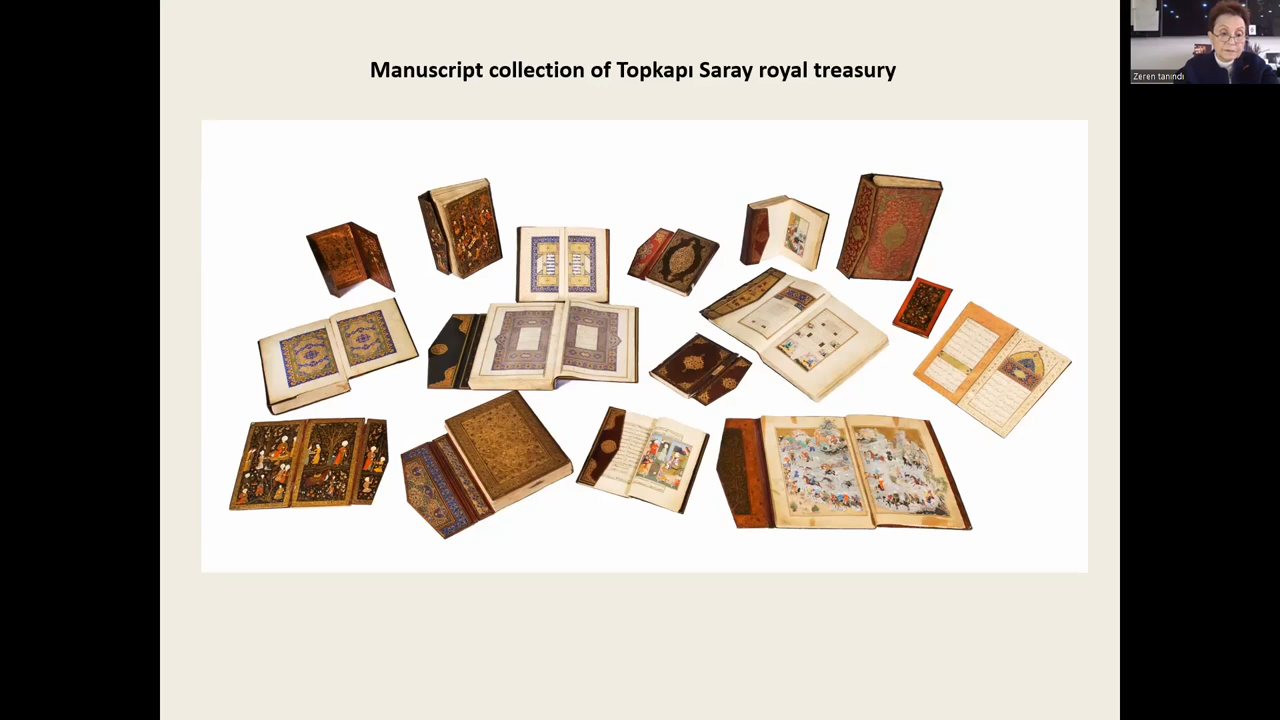 Manuscript collection of Topkapı Saray royal treasury
Zeren tanındı